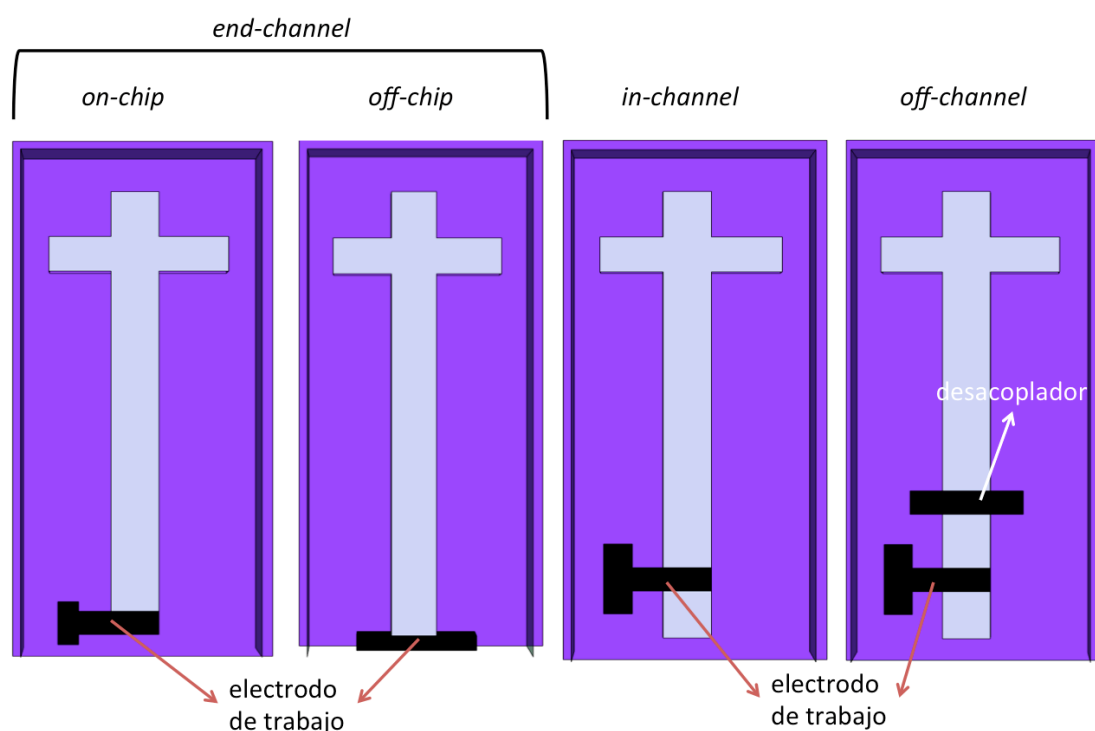 end-channel
on-chip
off-chip
in-channel
off-channel
desacoplador
electrodo
de trabajo
electrodo
de trabajo